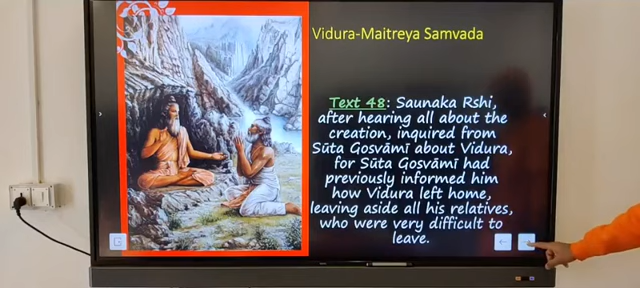 Vidura-Maitreya Samvada
Text 48: Saunaka Rshi,
after hearing all about the
creation, inquired from
Sūta Gosvāmī about Vidura,
for Sūta Gosvāmī had
previously informed him
how Vidura left home,
leaving aside all his relatives,
who were very difficult to
leave.